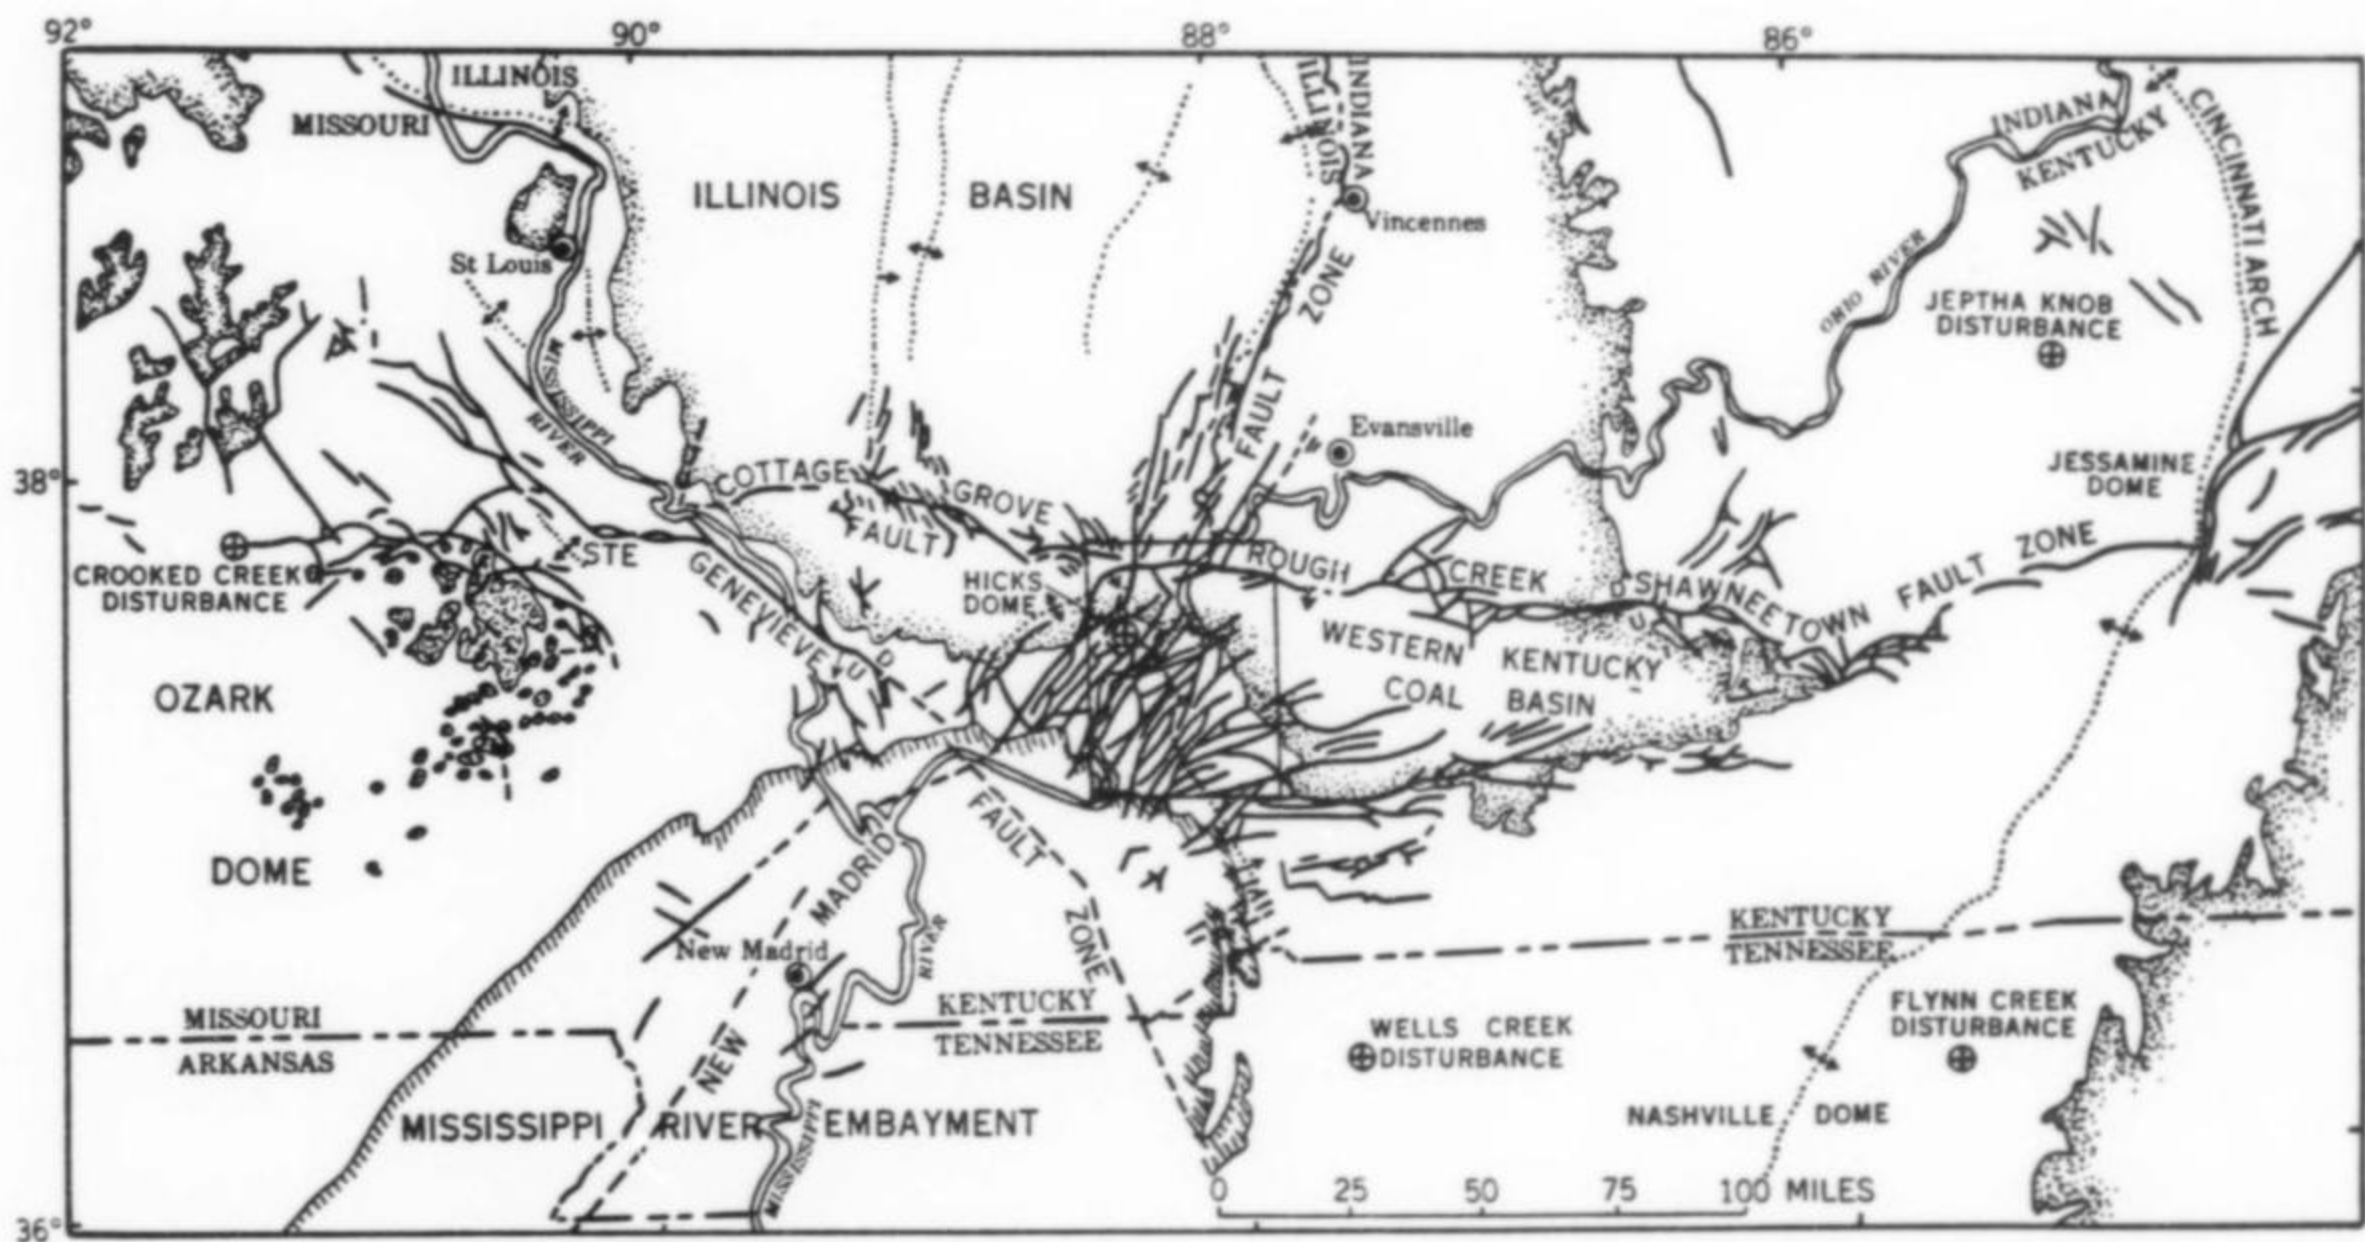 92°
90°
88°
86°
ILLINOIS
MISSOURI
ILLINOIS
INDIANA
INDIANA
KENTUCKY
CINCINNATI ARCH
ILLINOIS BASIN
Vincennes
St Louis
MISSISSIPPI
RIVER
FAULT ZONE
OHIO RIVER
JEPTHA KNOB
DISTURBANCE
Evansville
38°
COTTAGE GROVE
FAULT
JESSAMINE
DOME
STE GENEVIEVE
FAULT ZONE
CROOKED CREEK
DISTURBANCE
HICKS
DOME
ROUGH CREEK SHAWNEETOWN FAULT ZONE
D
U
U
D
WESTERN KENTUCKY
COAL BASIN
OZARK
DOME
NEW MADRID
New Madrid
RIVER
KENTUCKY
TENNESSEE
MISSOURI
ARKANSAS
KENTUCKY
TENNESSEE
WELLS CREEK
DISTURBANCE
FLYNN CREEK
DISTURBANCE
MISSISSIPPI RIVER EMBAYMENT
MISSISSIPPI
NASHVILLE DOME
0 25 50 75 100 MILES
36°